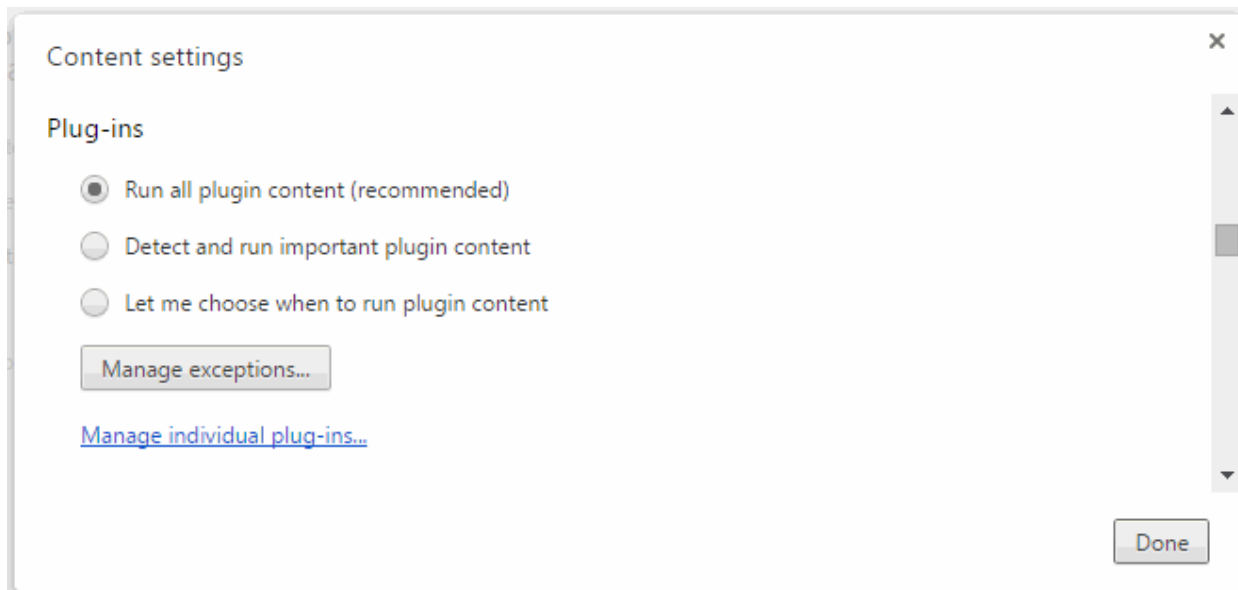 Content settings
Plug-ins
Run all plugin content (recommended)
Detect and run important plugin content
Let me choose when to run plugin content
Manage exceptions...
Manage individual plug-ins...
Done